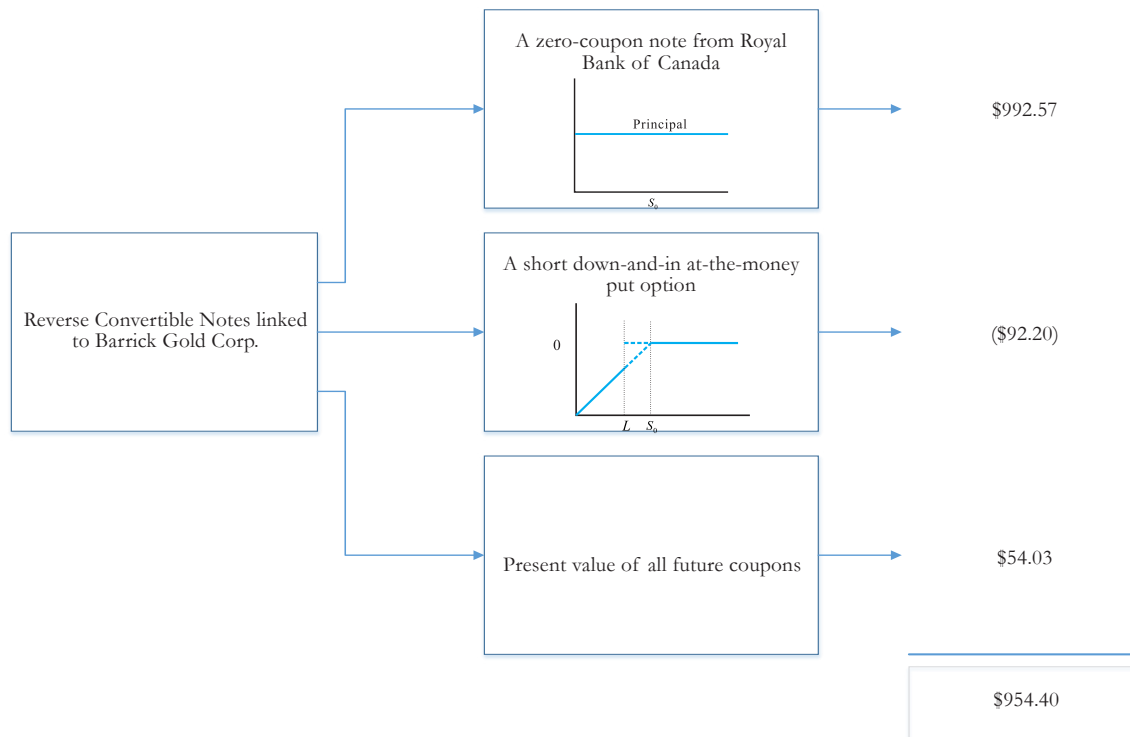 A zero-coupon note from Royal
Bank of Canada
Principal
S₀
$992.57
Reverse Convertible Notes linked
to Barrick Gold Corp.
A short down-and-in at-the-money
put option
0
L S₀
($92.20)
Present value of all future coupons
$54.03
$954.40